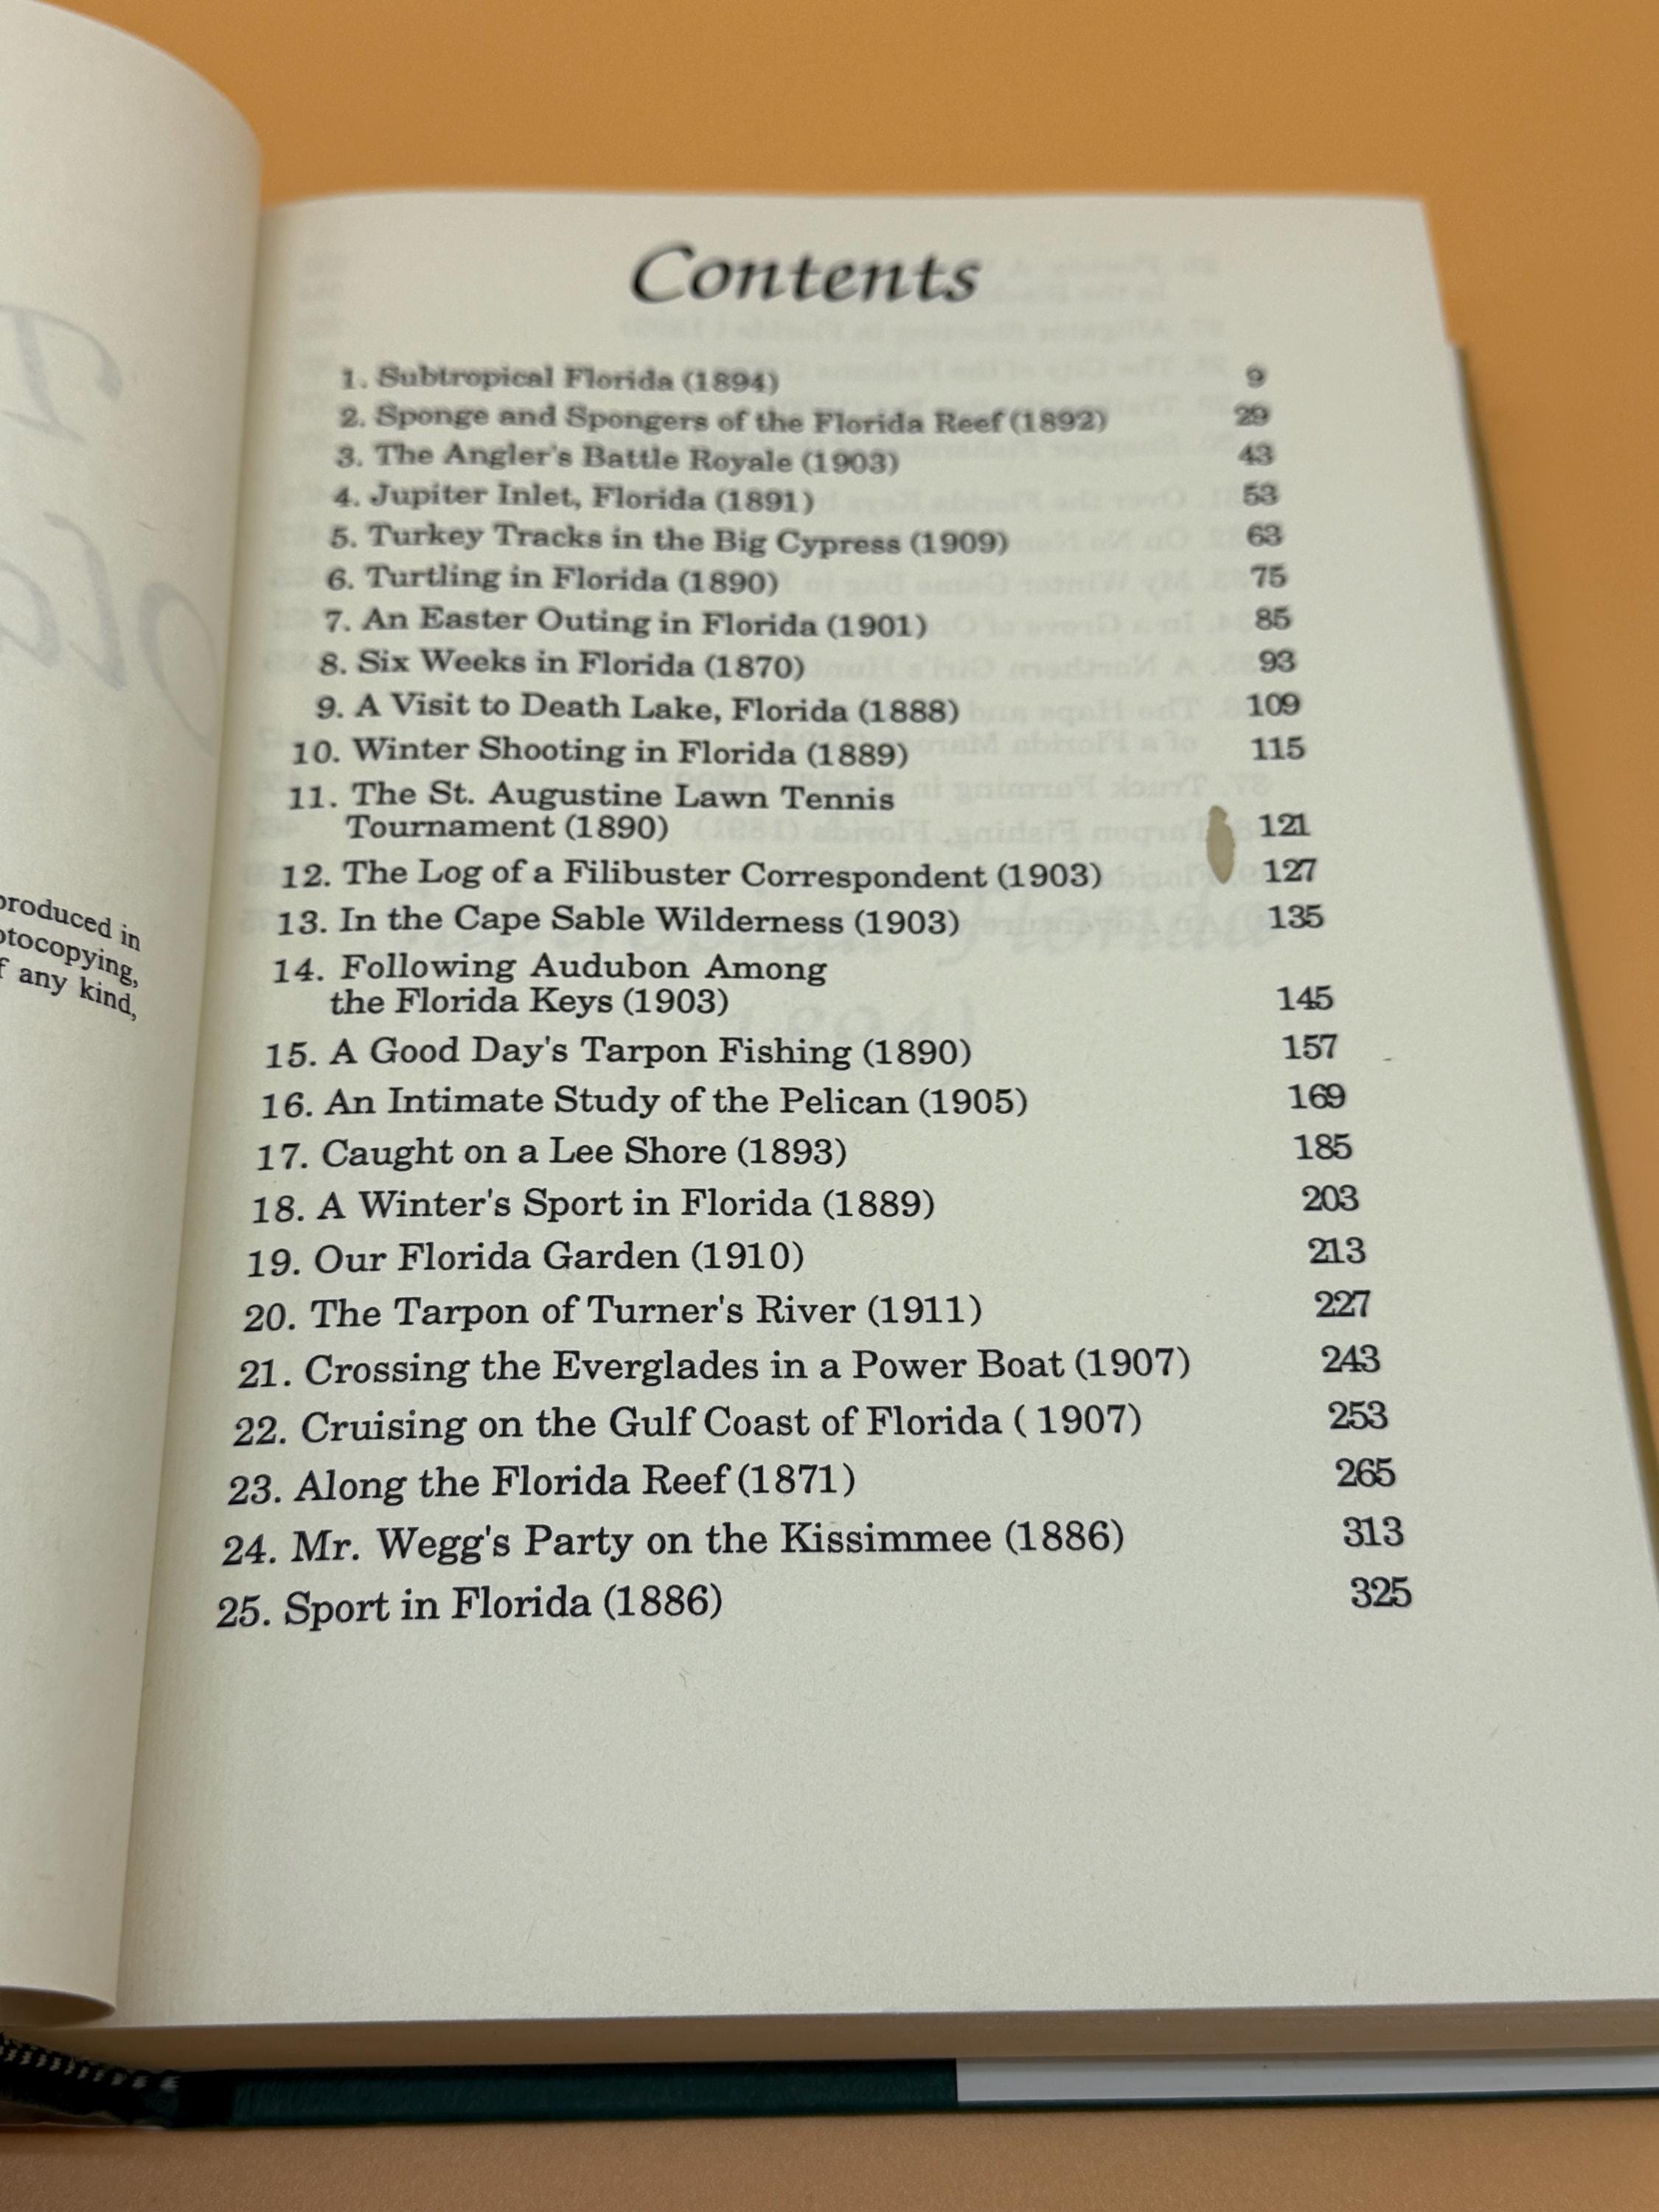 produced in
otocopying,
f any kind,
Contents
1. Subtropical Florida (1894) 9
2. Sponge and Spongers of the Florida Reef (1892) 29
3. The Angler's Battle Royale (1903) 43
4. Jupiter Inlet, Florida (1891) 53
5. Turkey Tracks in the Big Cypress (1909) 63
6. Turtling in Florida (1890) 75
7. An Easter Outing in Florida (1901) 85
8. Six Weeks in Florida (1870) 93
9. A Visit to Death Lake, Florida (1888) 109
10. Winter Shooting in Florida (1889) 115
11. The St. Augustine Lawn Tennis
Tournament (1890) 121
12. The Log of a Filibuster Correspondent (1903) 127
13. In the Cape Sable Wilderness (1903) 135
14. Following Audubon Among
the Florida Keys (1903) 145
15. A Good Day's Tarpon Fishing (1890) 157
16. An Intimate Study of the Pelican (1905) 169
17. Caught on a Lee Shore (1893) 185
18. A Winter's Sport in Florida (1889) 203
19. Our Florida Garden (1910) 213
20. The Tarpon of Turner's River (1911) 227
21. Crossing the Everglades in a Power Boat (1907) 243
22. Cruising on the Gulf Coast of Florida ( 1907) 253
23. Along the Florida Reef (1871) 265
24. Mr. Wegg's Party on the Kissimmee (1886) 313
25. Sport in Florida (1886) 325